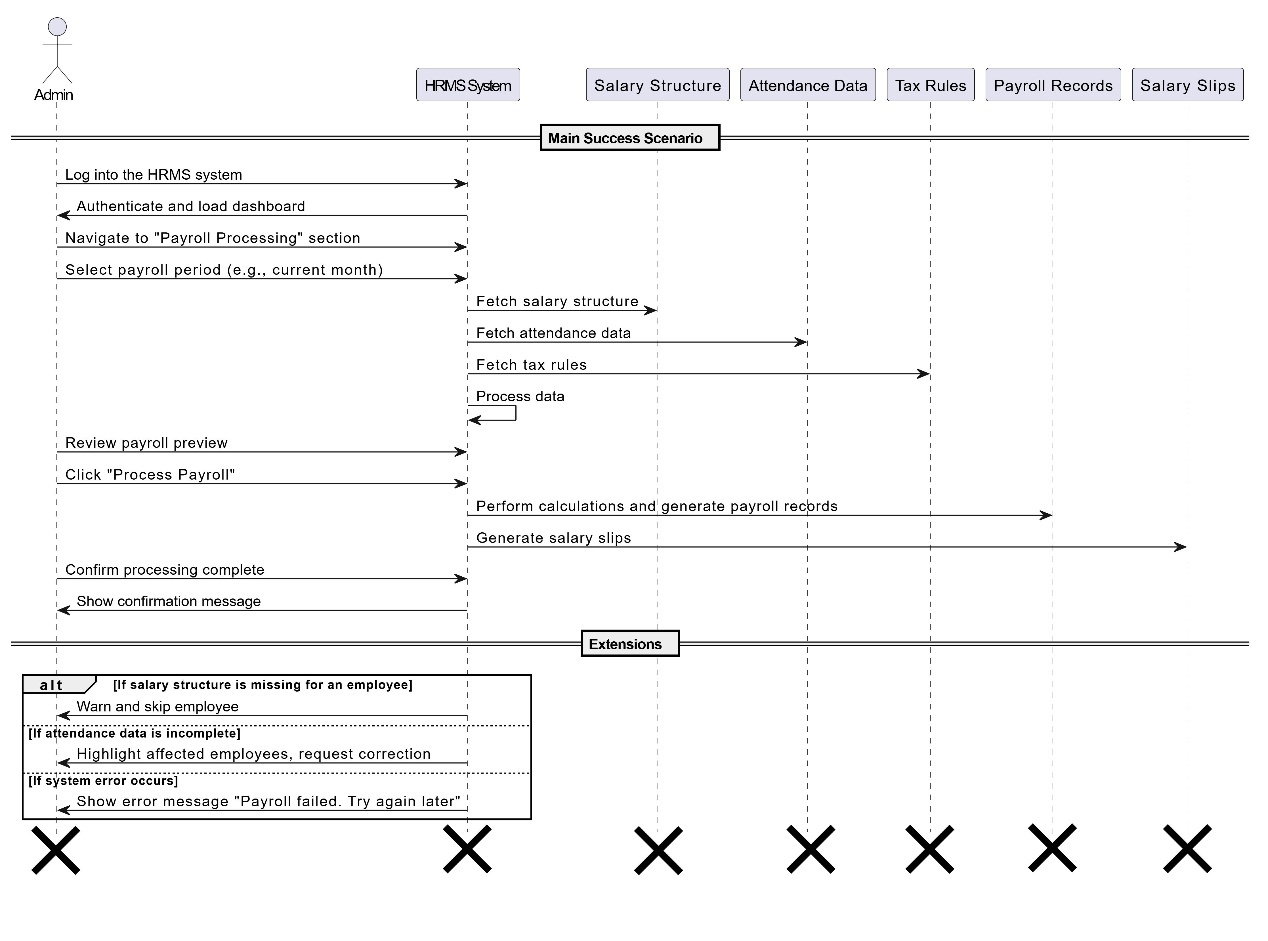 Admin
HRMS System
Salary Structure
Attendance Data
Tax Rules
Payroll Records
Salary Slips
Main Success Scenario
Log into the HRMS system
Authenticate and load dashboard
Navigate to "Payroll Processing" section
Select payroll period (e.g., current month)
Fetch salary structure
Fetch attendance data
Fetch tax rules
Process data
Review payroll preview
Click "Process Payroll"
Perform calculations and generate payroll records
Generate salary slips
Confirm processing complete
Show confirmation message
Extensions
alt
[If salary structure is missing for an employee]
Warn and skip employee
[If attendance data is incomplete]
Highlight affected employees, request correction
[If system error occurs]
Show error message "Payroll failed. Try again later"